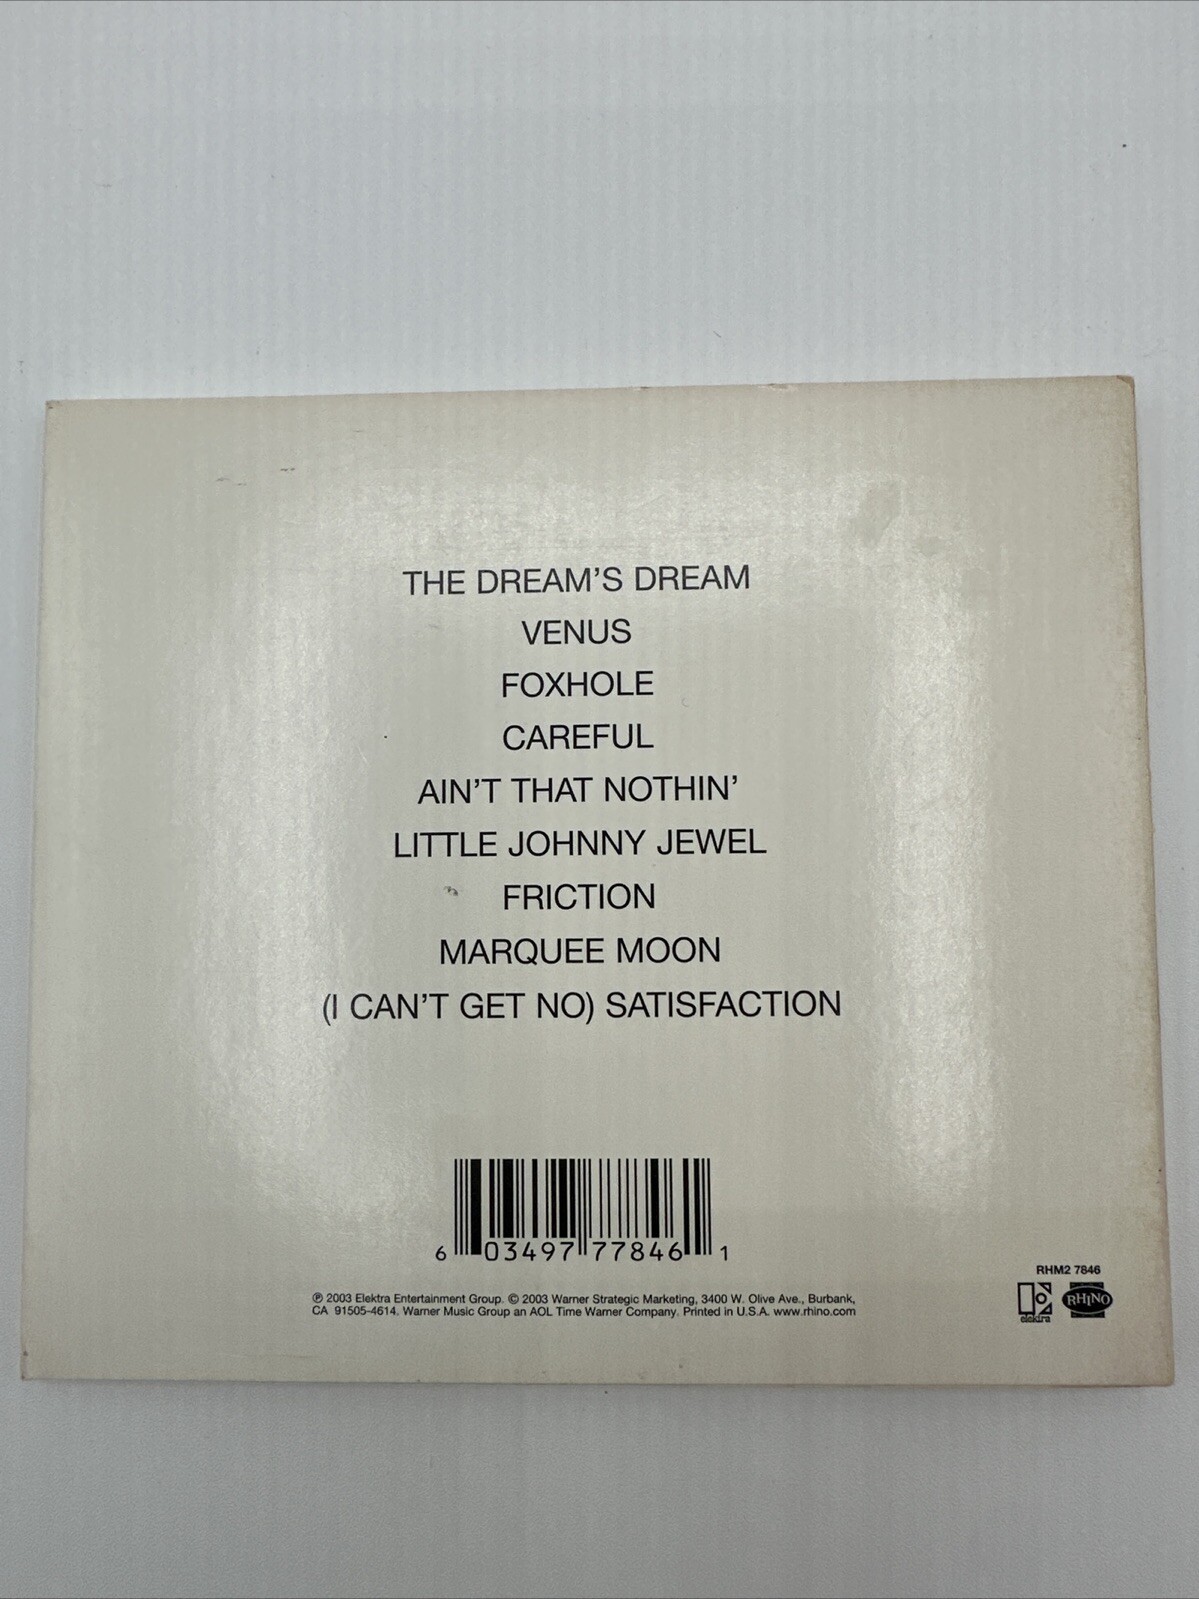 THE DREAM'S DREAM
VENUS
FOXHOLE
CAREFUL
AIN'T THAT NOTHIN'
LITTLE JOHNNY JEWEL
FRICTION
MARQUEE MOON
(I CAN'T GET NO) SATISFACTION
6 03497 77846 1
RHM2 7846
℗ 2003 Elektra Entertainment Group. © 2003 Warner Strategic Marketing, 3400 W. Olive Ave., Burbank,
CA 91505-4614. Warner Music Group an AOL Time Warner Company. Printed in U.S.A. www.rhino.com
elektra
RHINO